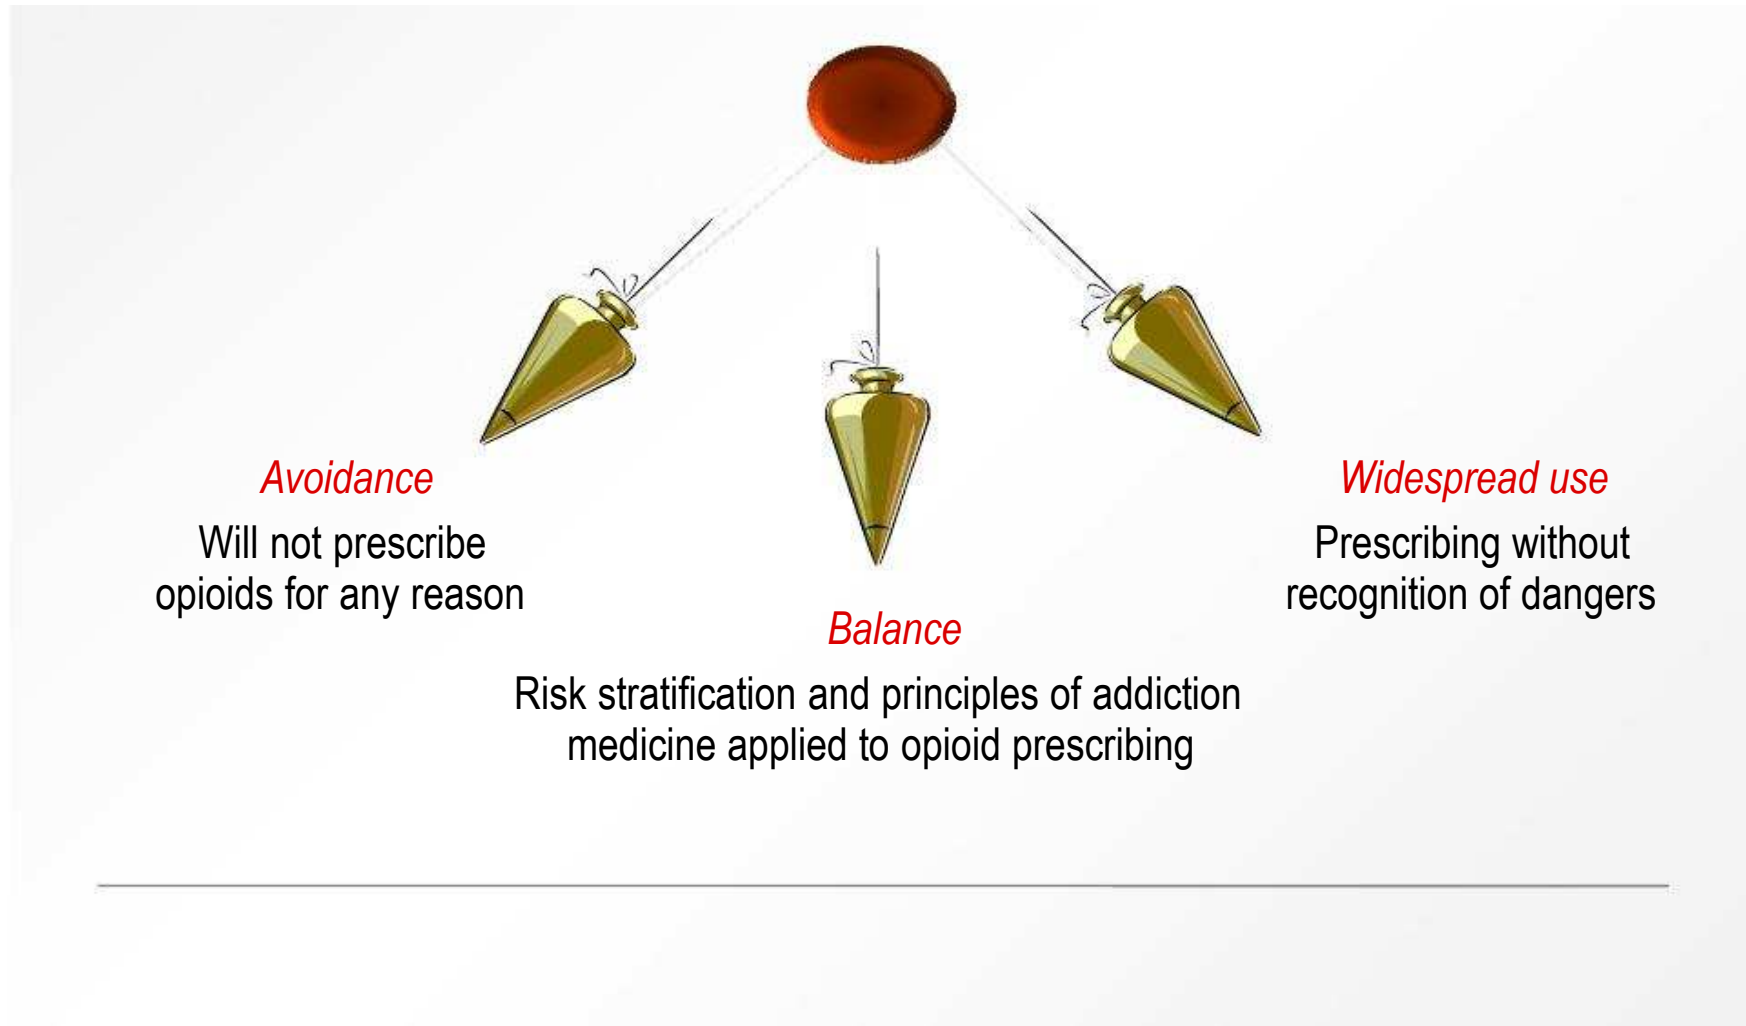 Avoidance
Will not prescribe
opioids for any reason
Balance
Risk stratification and principles of addiction
medicine applied to opioid prescribing
Widespread use
Prescribing without
recognition of dangers